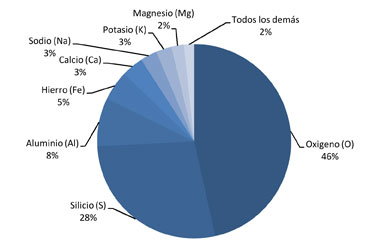 Magnesio (Mg)
2%
Todos los demás
2%
Potasio (K)
3%
Sodio (Na)
3%
Calcio (Ca)
3%
Hierro (Fe)
5%
Aluminio (Al)
8%
Oxigeno (O)
46%
Silicio (S)
28%